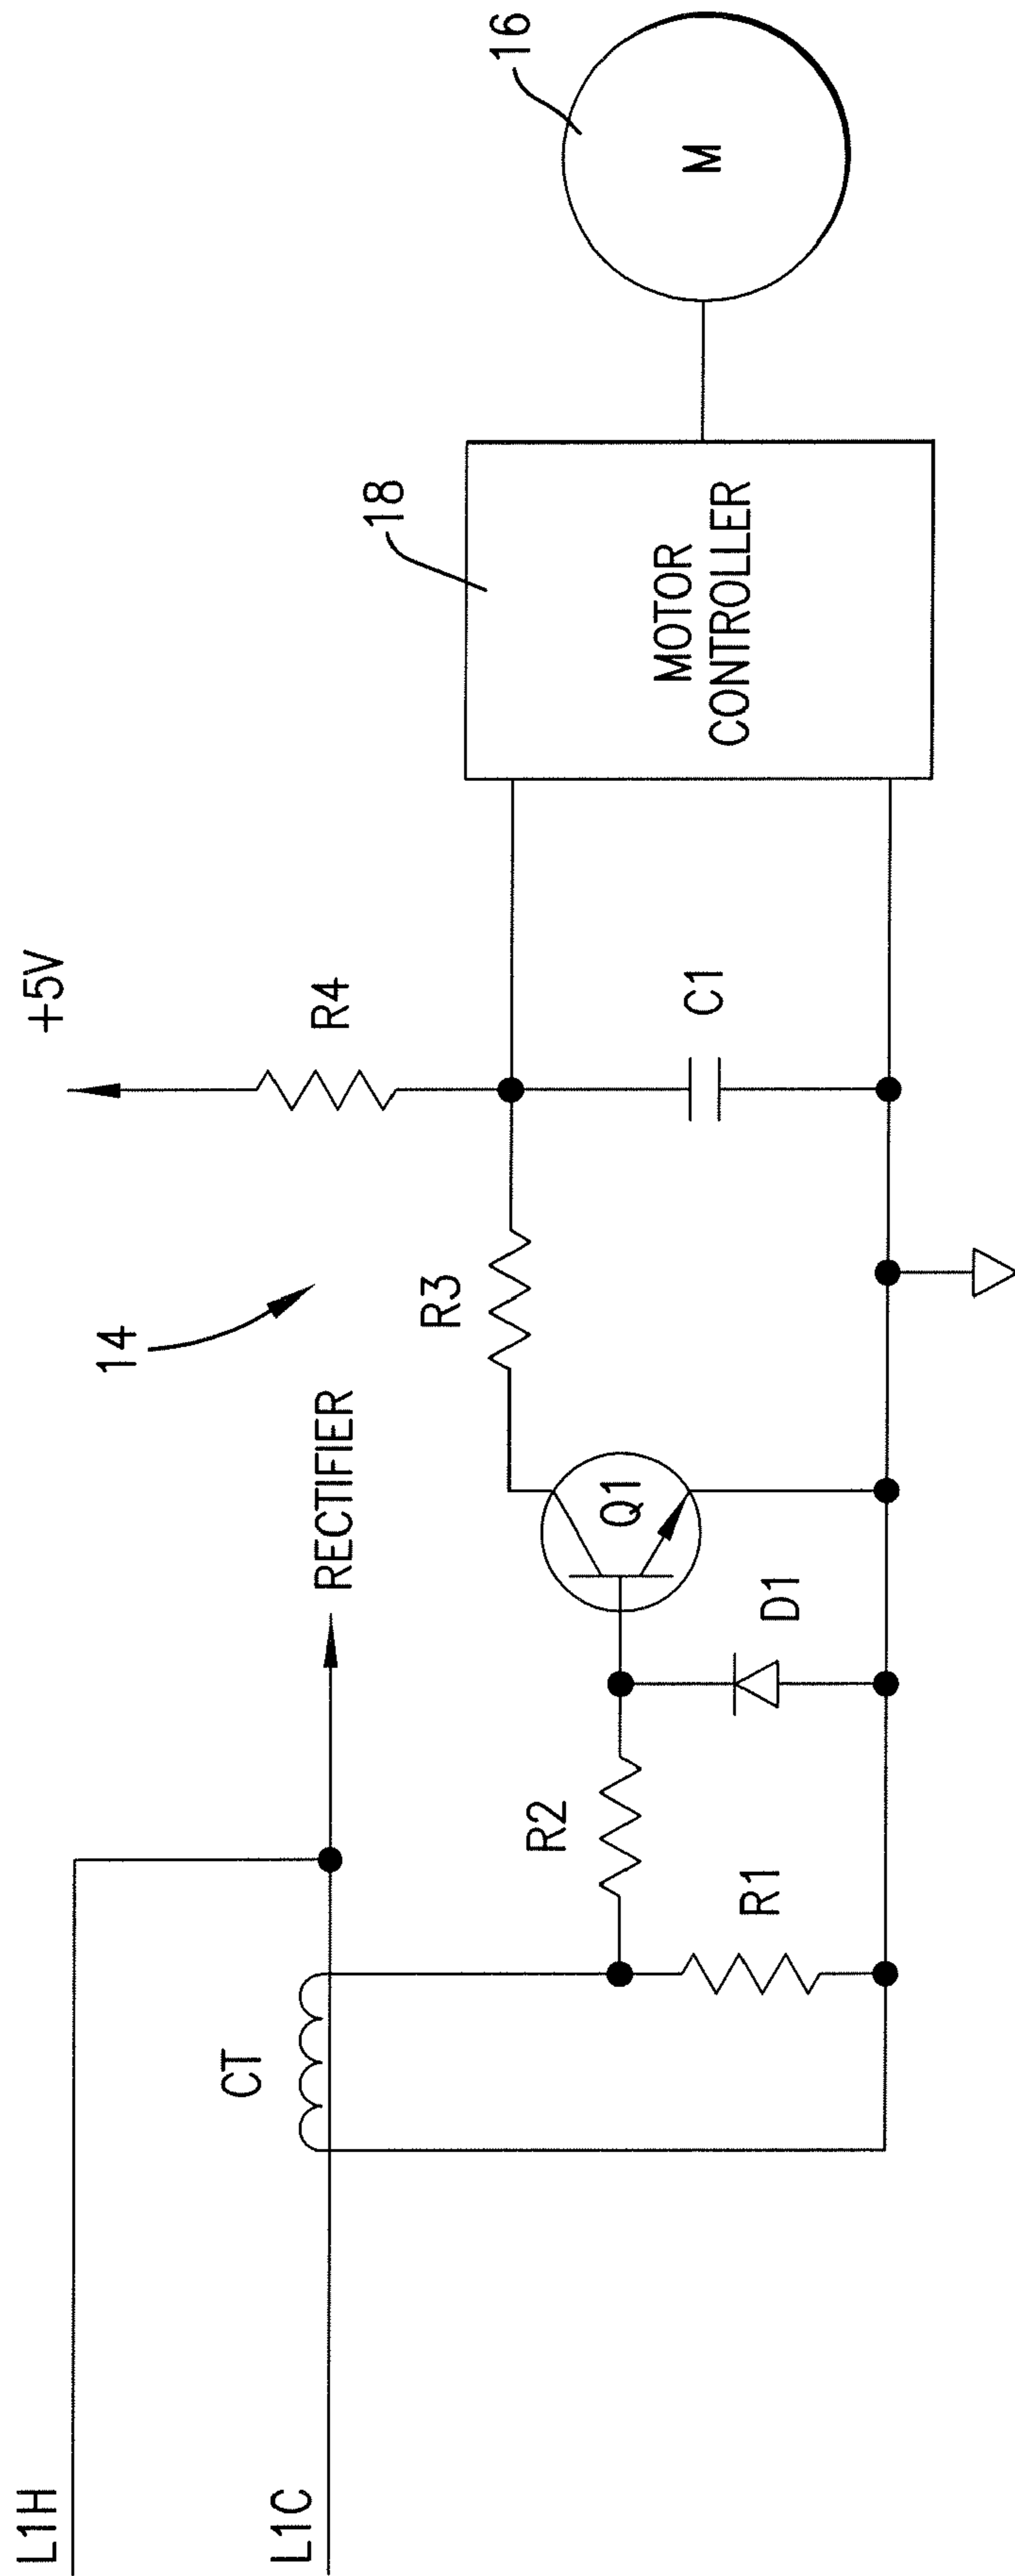 L1H
L1C
CT
RECTIFIER
14
+5V
R4
R3
R2
R1
Q1
D1
C1
18
MOTOR
CONTROLLER
16
M